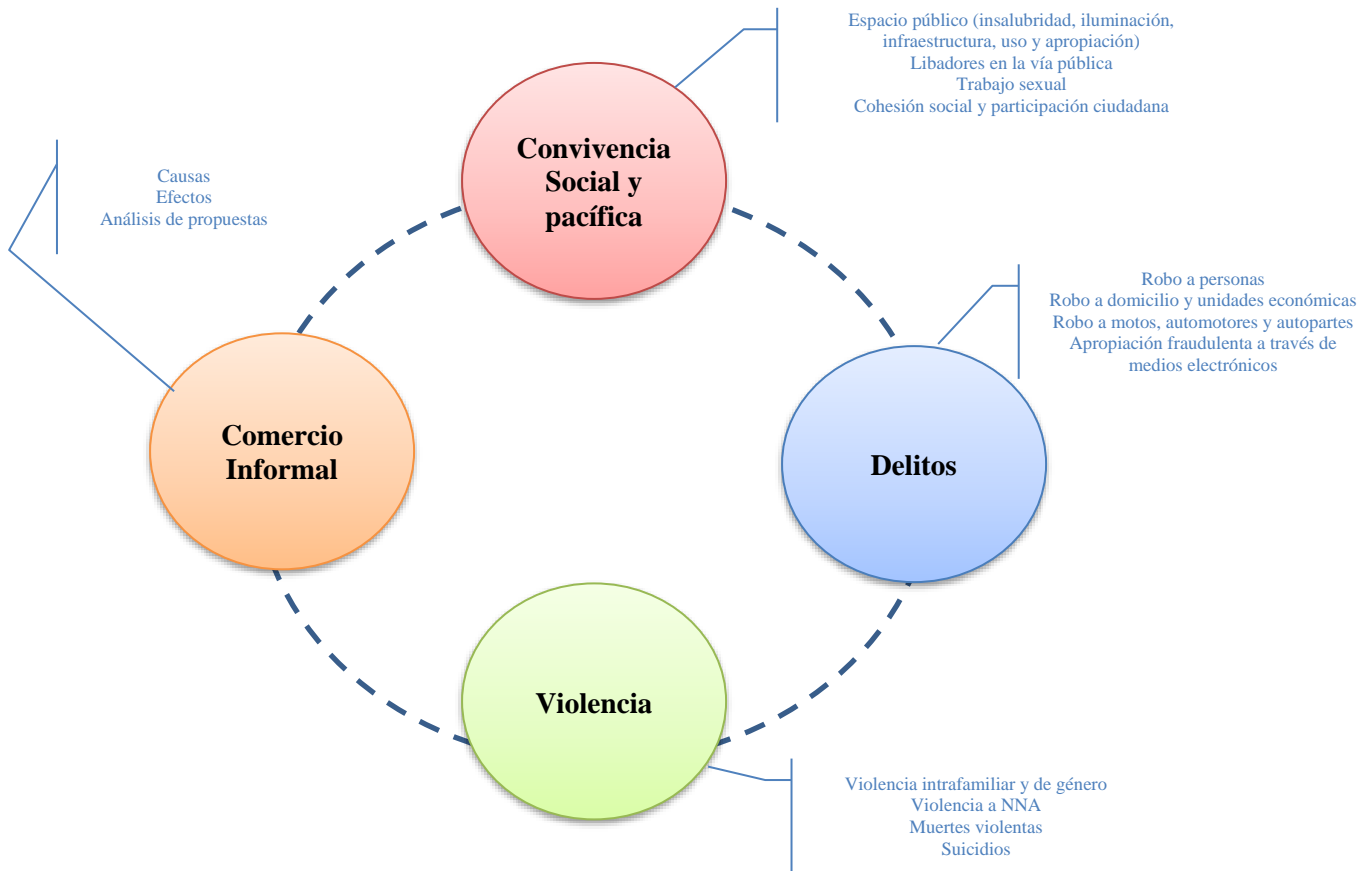 Espacio público (insalubridad, iluminación,
infraestructura, uso y apropiación)
Libadores en la vía pública
Trabajo sexual
Cohesión social y participación ciudadana
Convivencia
Social y
pacífica
Causas
Efectos
Análisis de propuestas
Robo a personas
Robo a domicilio y unidades económicas
Robo a motos, automotores y autopartes
Apropiación fraudulenta a través de
medios electrónicos
Comercio
Informal
Delitos
Violencia
Violencia intrafamiliar y de género
Violencia a NNA
Muertes violentas
Suicidios